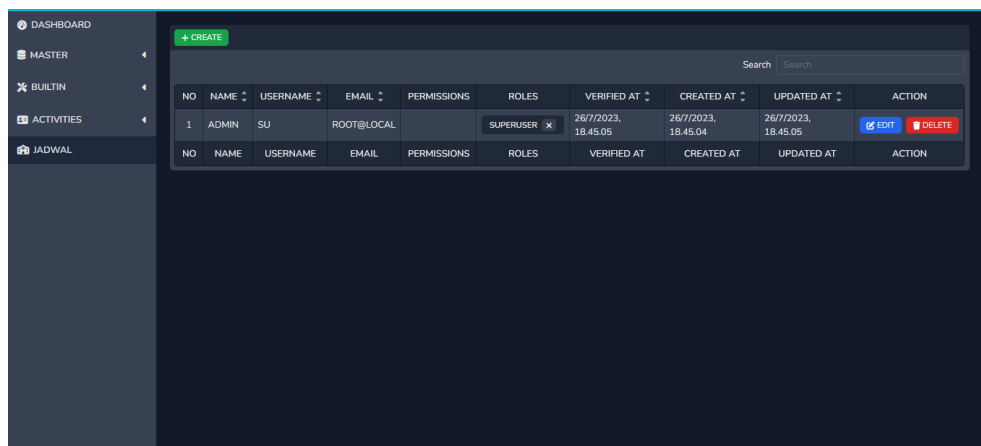 DASHBOARD
MASTER
BUILTIN
ACTIVITIES
JADWAL
+ CREATE
Search Search
NO NAME USERNAME EMAIL PERMISSIONS ROLES VERIFIED AT CREATED AT UPDATED AT ACTION
1 ADMIN SU ROOT@LOCAL SUPERUSER x 26/7/2023, 18.45.05 26/7/2023, 18.45.04 26/7/2023, 18.45.05 EDIT DELETE
NO NAME USERNAME EMAIL PERMISSIONS ROLES VERIFIED AT CREATED AT UPDATED AT ACTION